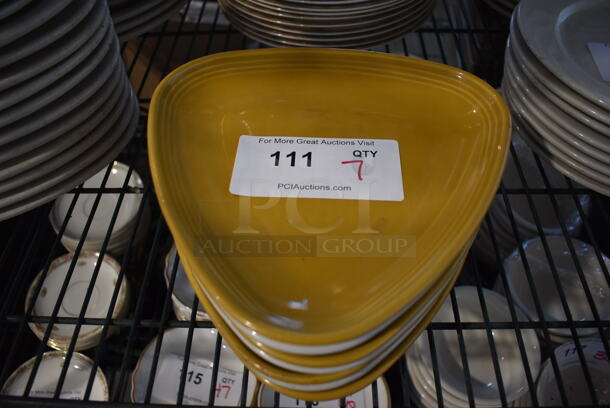 For More Great Auctions Visit
111 QTY
7
PCIAuctions.com
PCI
AUCTION GROUP
115 QTY